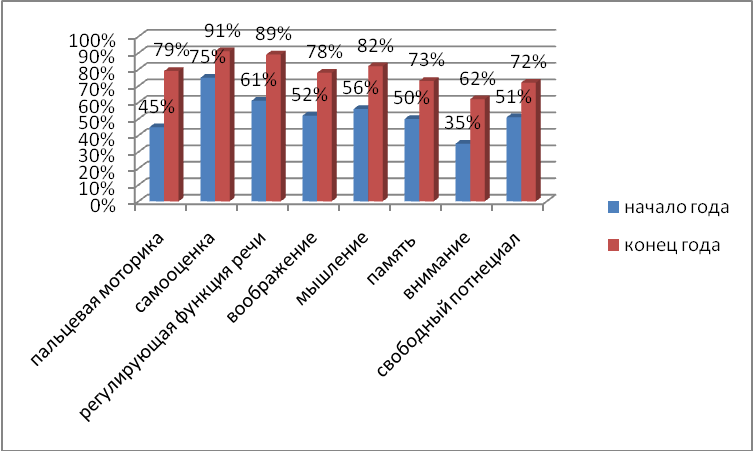 100%
90%
80%
70%
60%
50%
40%
30%
20%
10%
0%
45%
79%
75%
91%
61%
89%
52%
78%
56%
82%
50%
73%
35%
62%
51%
72%
пальцевая моторика
самооценка
регулирующая функция речи
воображение
мышление
память
внимание
свободный потнециал
начало года
конец года